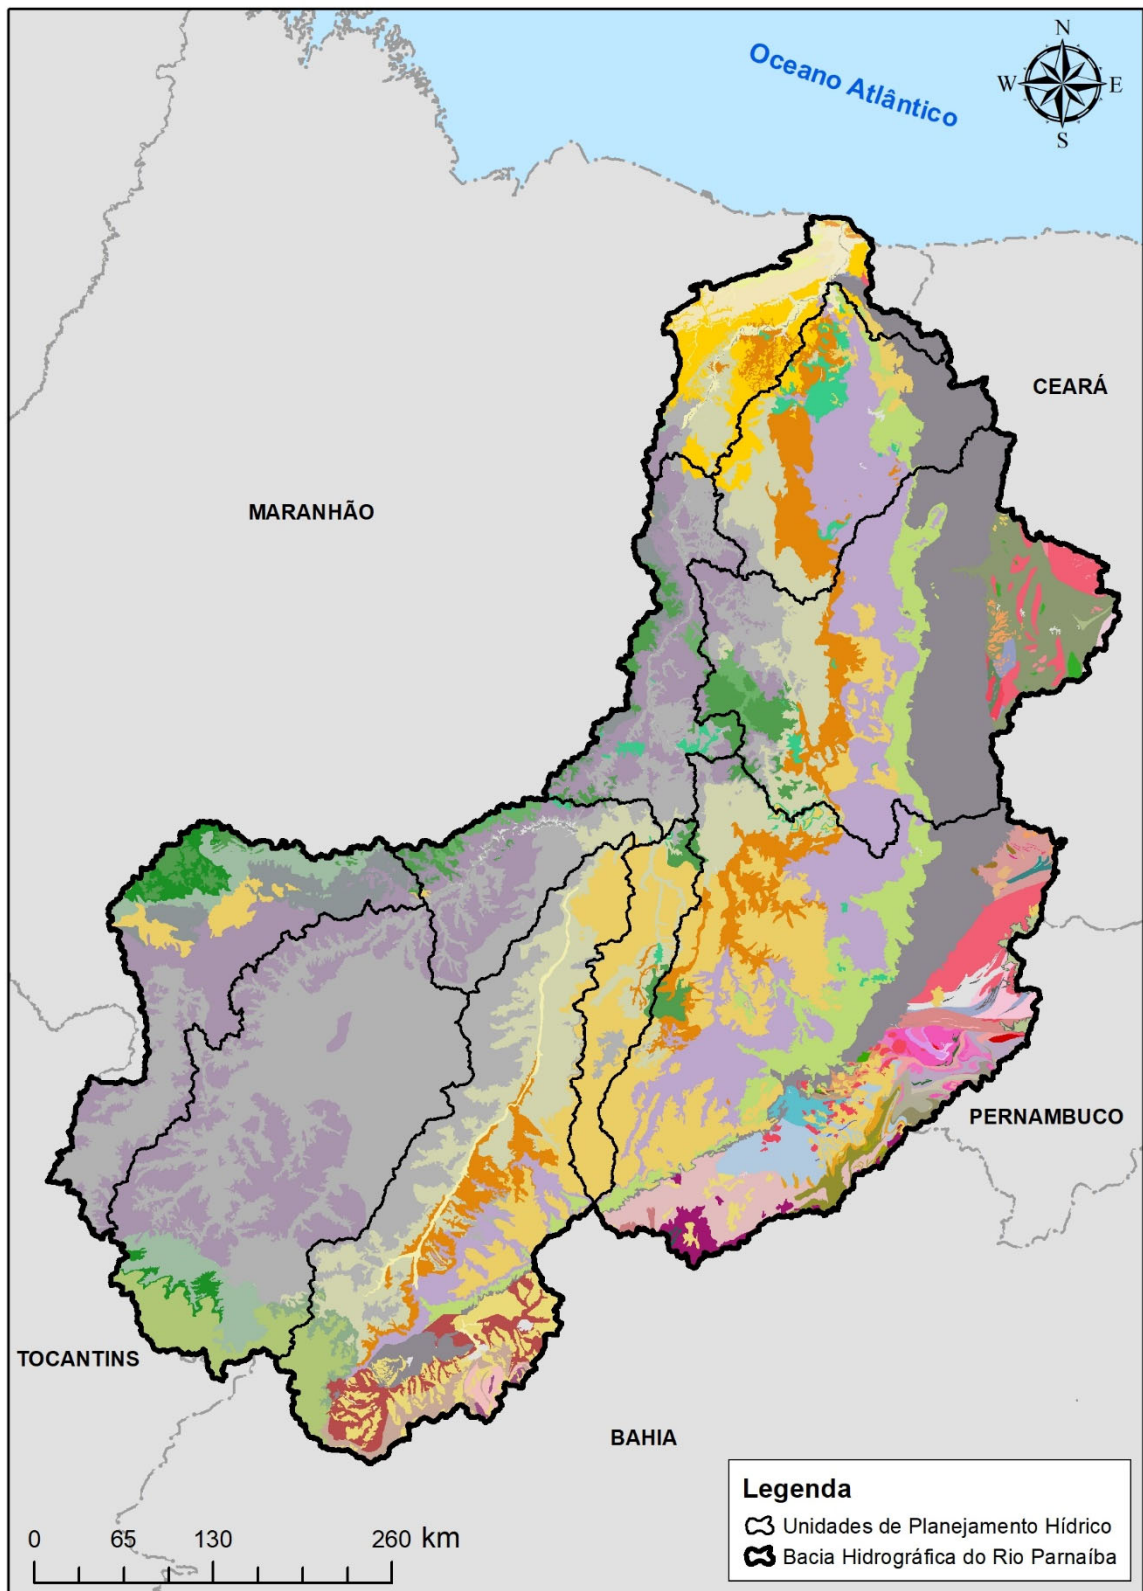 N
Oceano Atlântico
W
E
S
CEARÁ
MARANHÃO
PERNAMBUCO
TOCANTINS
BAHIA
Legenda
Unidades de Planejamento Hídrico
Bacia Hidrográfica do Rio Parnaíba
0 65 130 260 km